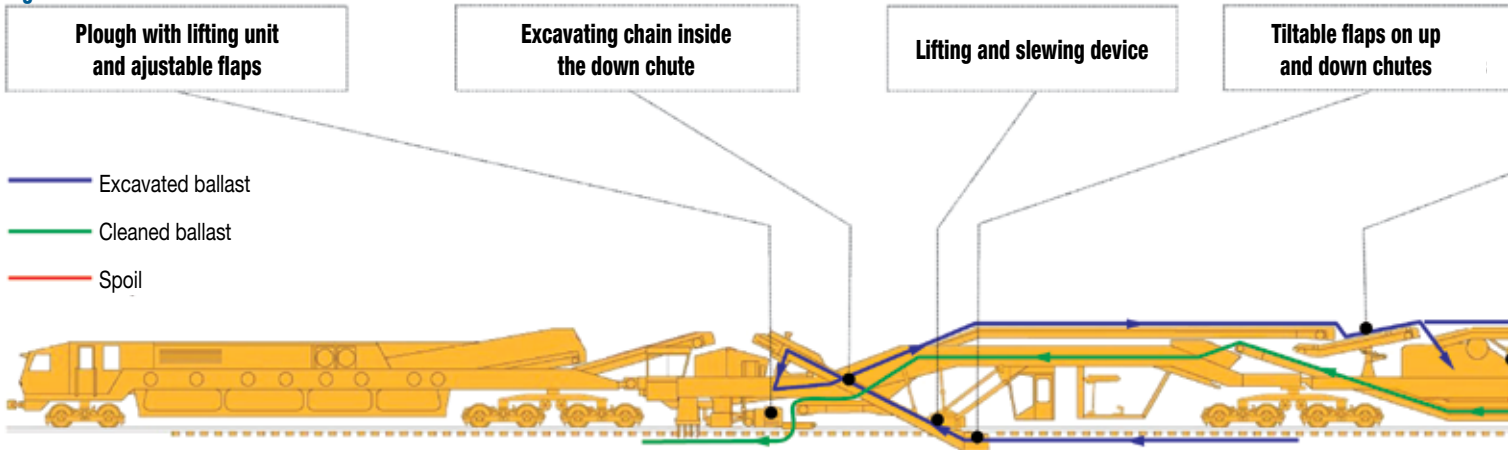 Plough with lifting unit
and ajustable flaps
Excavating chain inside
the down chute
Lifting and slewing device
Tiltable flaps on up
and down chutes
Excavated ballast
Cleaned ballast
Spoil